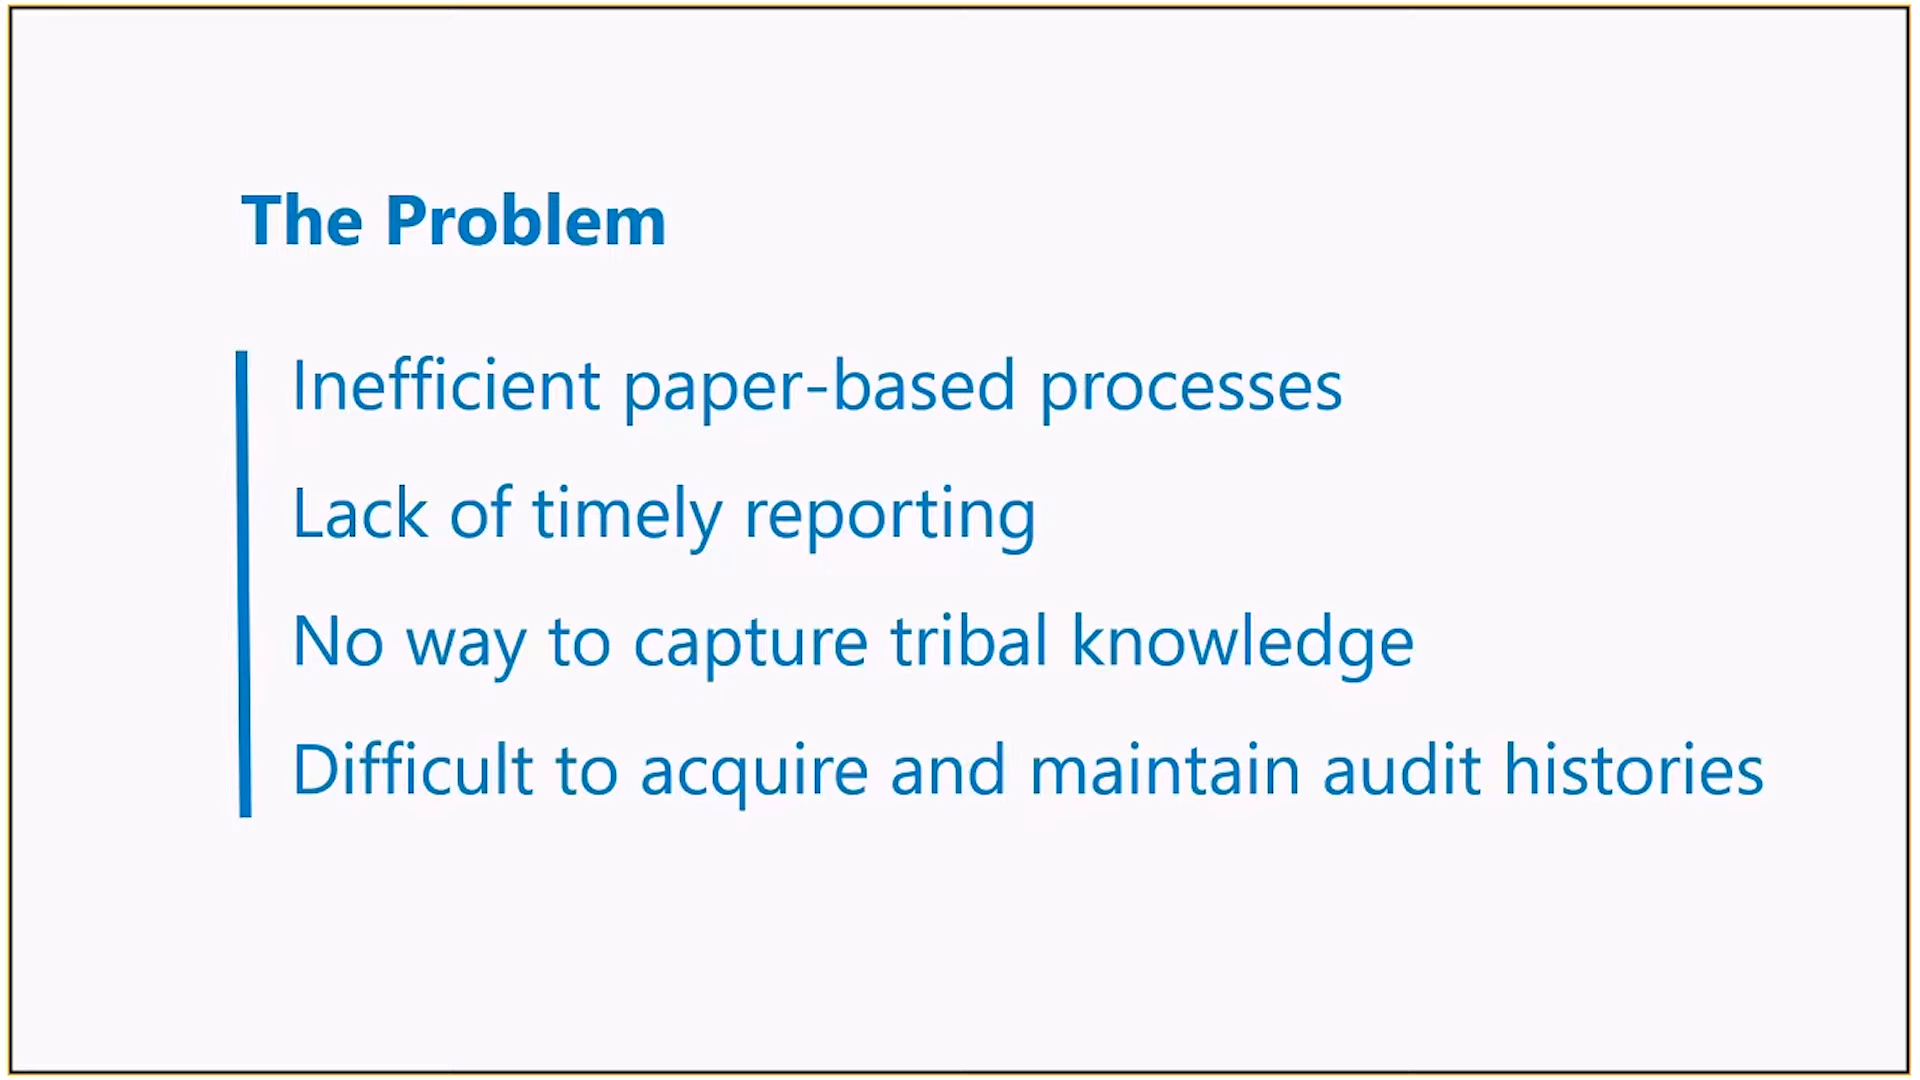 The Problem
Inefficient paper-based processes
Lack of timely reporting
No way to capture tribal knowledge
Difficult to acquire and maintain audit histories